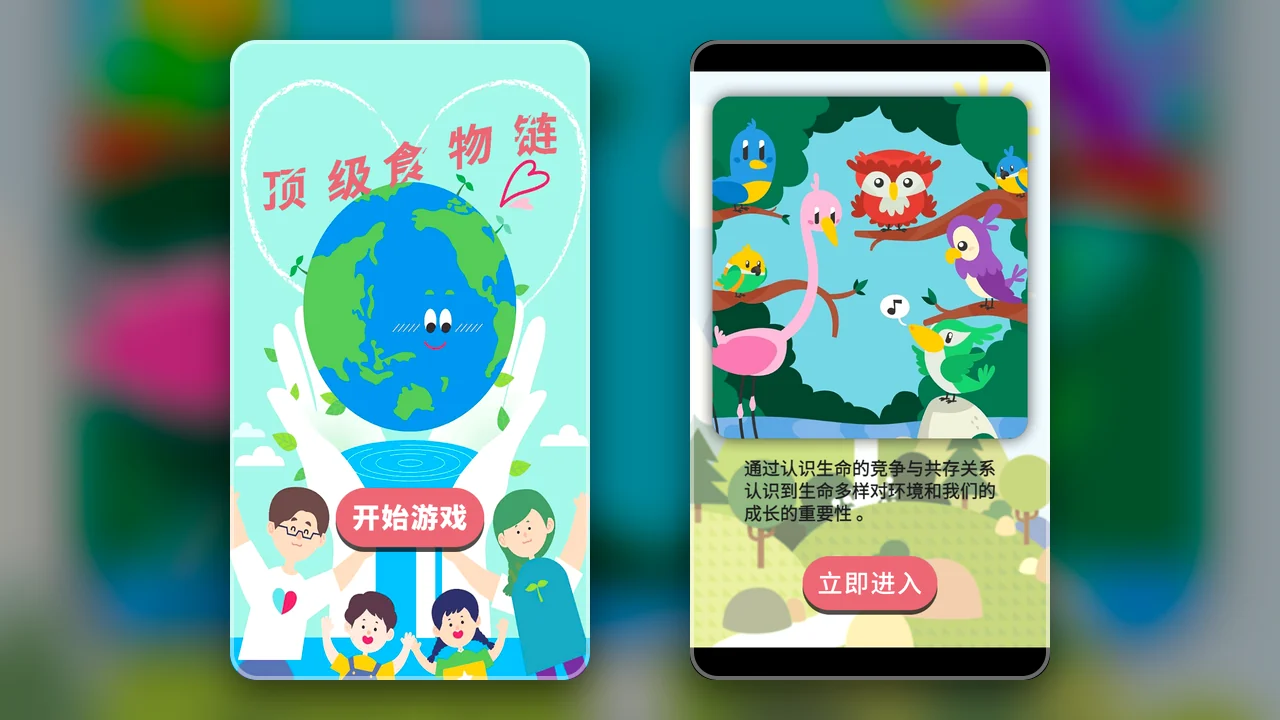 顶级食物链
开始游戏
通过认识生命的竞争与共存关系
认识到生命多样对环境和我们的
成长的重要性。
立即进入